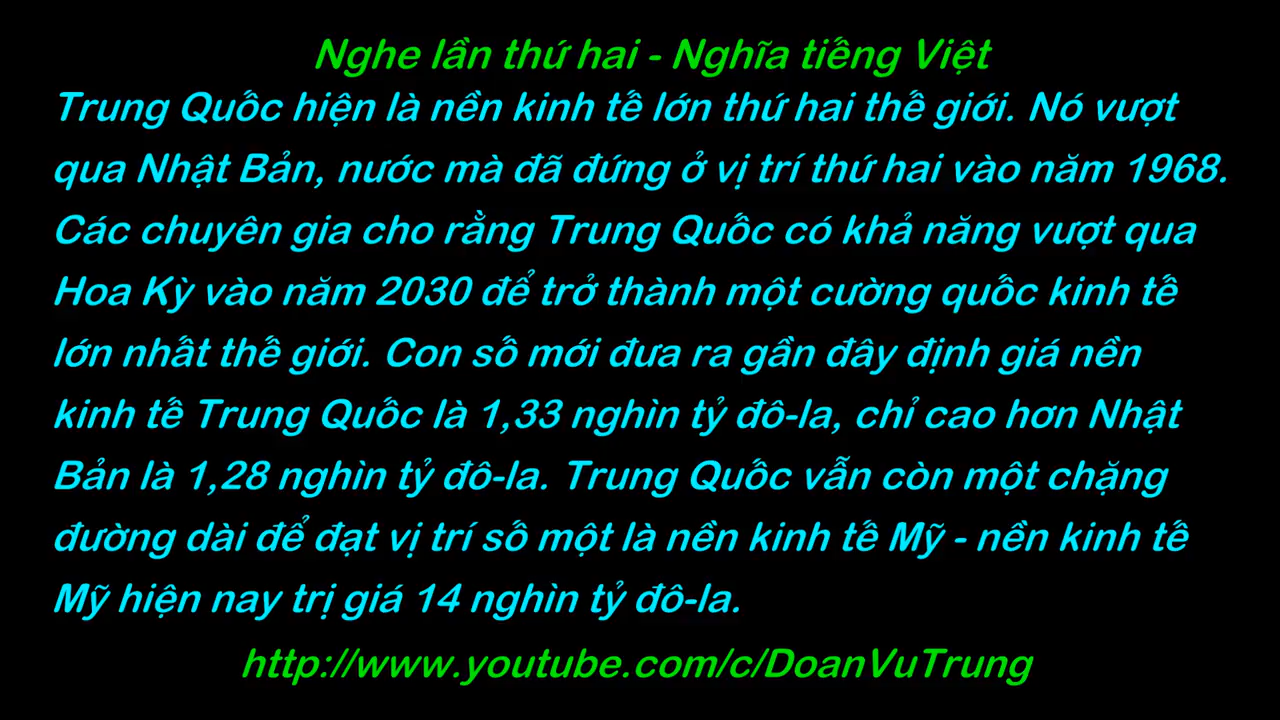 Nghe lần thứ hai - Nghĩa tiếng Việt
Trung Quốc hiện là nền kinh tế lớn thứ hai thế giới. Nó vượt
qua Nhật Bản, nước mà đã đứng ở vị trí thứ hai vào năm 1968.
Các chuyên gia cho rằng Trung Quốc có khả năng vượt qua
Hoa Kỳ vào năm 2030 để trở thành một cường quốc kinh tế
lớn nhất thế giới. Con số mới đưa ra gần đây định giá nền
kinh tế Trung Quốc là 1,33 nghìn tỷ đô-la, chỉ cao hơn Nhật
Bản là 1,28 nghìn tỷ đô-la. Trung Quốc vẫn còn một chặng
đường dài để đạt vị trí số một là nền kinh tế Mỹ - nền kinh tế
Mỹ hiện nay trị giá 14 nghìn tỷ đô-la.
http://www.youtube.com/c/DoanVuTrung